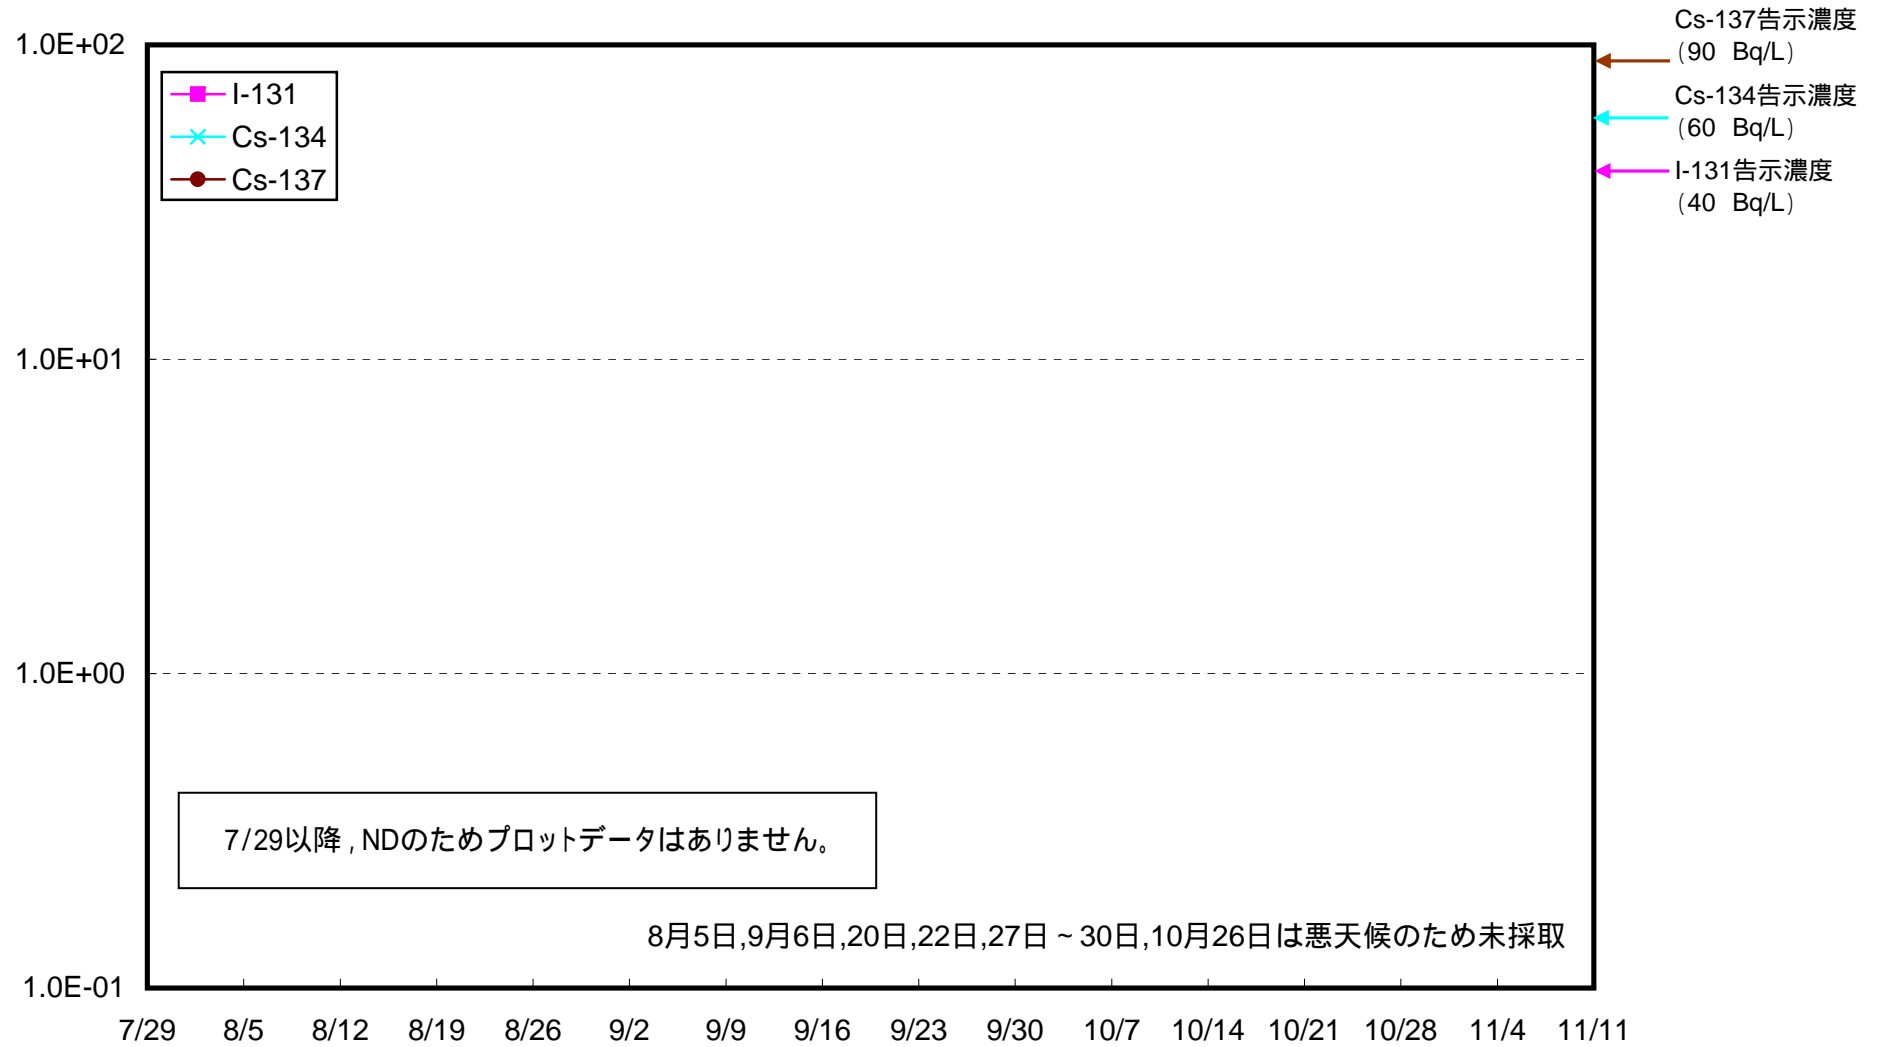 Cs-137告示濃度
(90 Bq/L)
Cs-134告示濃度
(60 Bq/L)
I-131告示濃度
(40 Bq/L)
1.0E+02
1.0E+01
1.0E+00
1.0E-01
I-131
Cs-134
Cs-137
7/29以降,NDのためプロットデータはありません。
8月5日,9月6日,20日,22日,27日~30日,10月26日は悪天候のため未採取
7/29 8/5 8/12 8/19 8/26 9/2 9/9 9/16 9/23 9/30 10/7 10/14 10/21 10/28 11/4 11/11